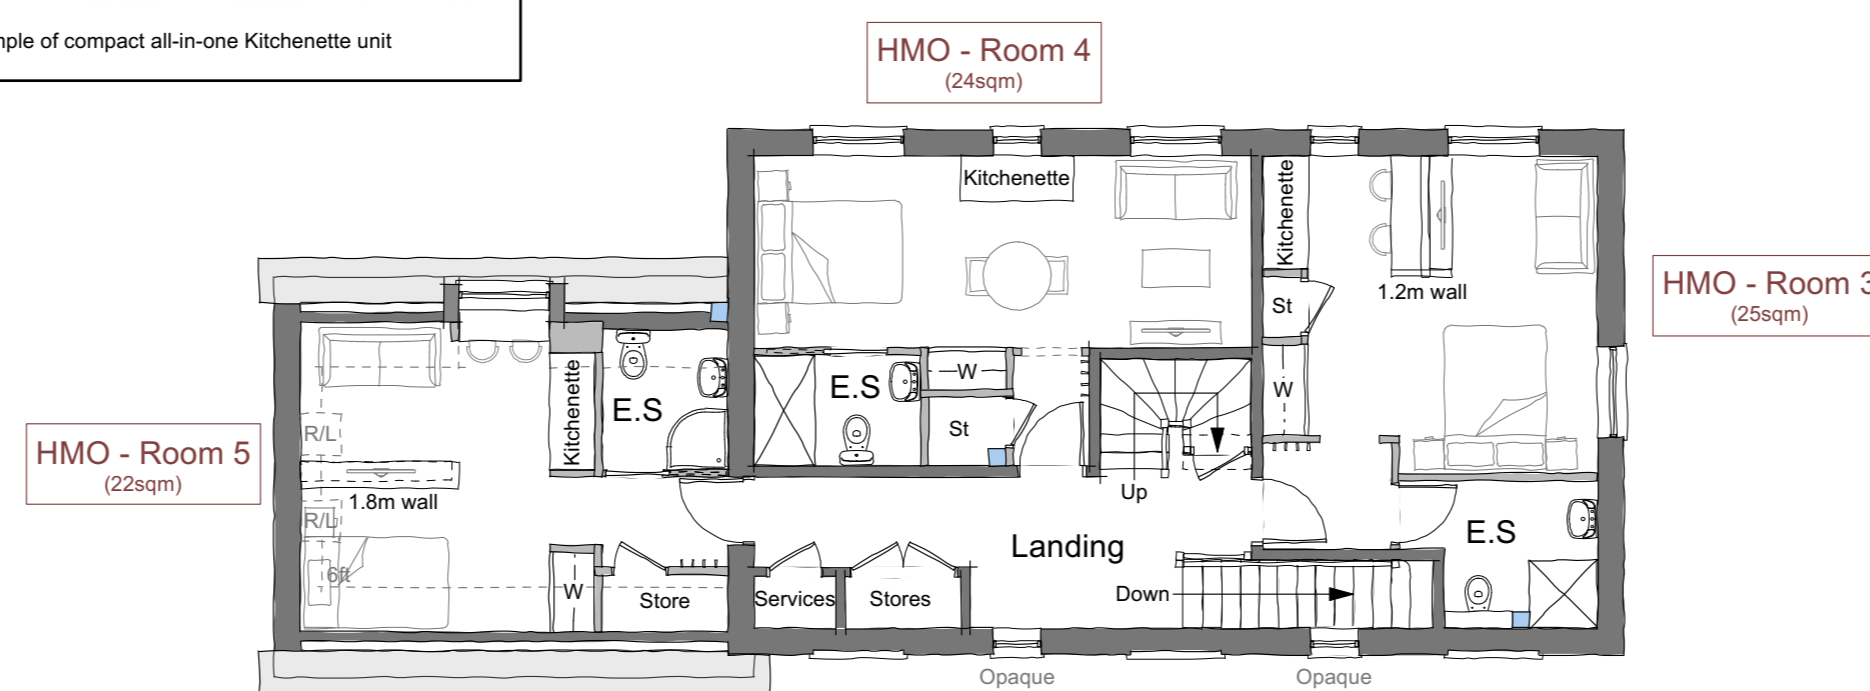 mple of compact all-in-one Kitchenette unit
HMO - Room 4
(24sqm)
Kitchenette
Kitchenette
1.2m wall
St
HMO - Room 3
(25sqm)
Kitchenette
E.S
E.S
W
W
St
R/L
HMO - Room 5
(22sqm)
1.8m wall
R/L
Up
E.S
Landing
6ft
W
Store
Services
Stores
Down
Opaque
Opaque